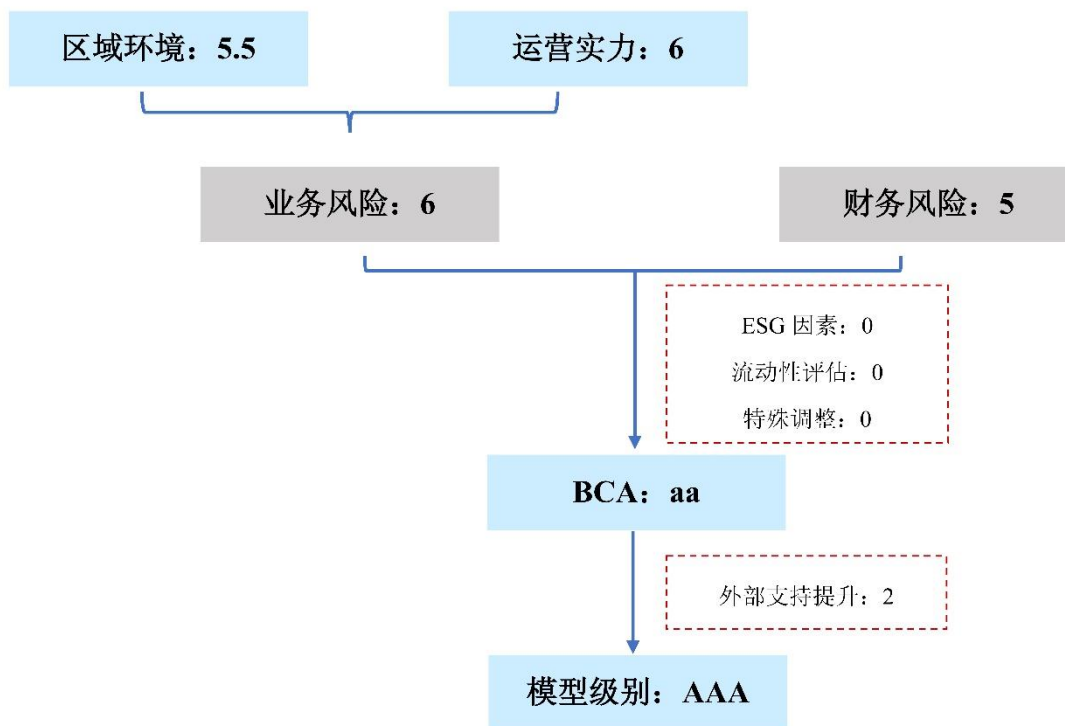 区域环境：5.5
运营实力：6
业务风险：6
财务风险：5
ESG 因素：0
流动性评估：0
特殊调整：0
BCA：aa
外部支持提升：2
模型级别：AAA